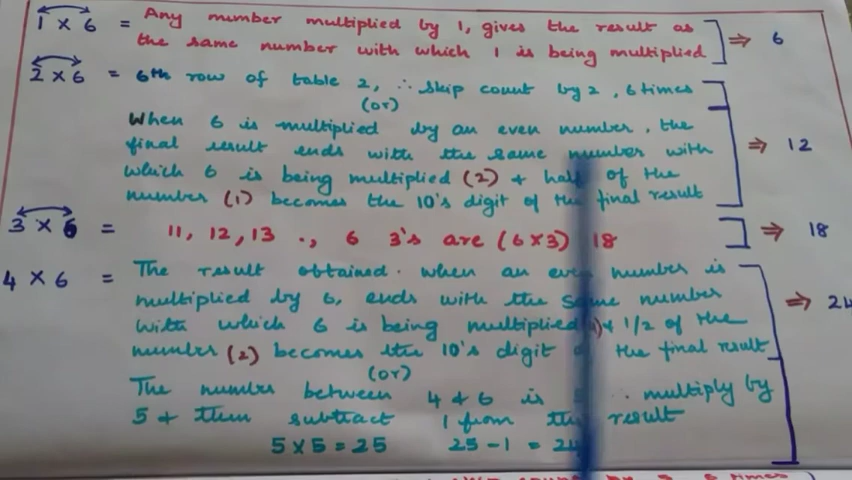 1 x 6 = Any number multiplied by 1, gives the result as
the same number with which 1 is being multiplied ⇒ 6
2 x 6 = 6th row of table 2, ∴ skip count by 2, 6 times
(or)
When 6 is multiplied by an even number, the
final result ends with the same number with
which 6 is being multiplied (2) + half of the ⇒ 12
number (1) becomes the 10's digit of the final result
3 x 6 = 11, 12, 13 ., 6 3's are (6x3) 18 ⇒ 18
4 x 6 = The result obtained. when an even number is
multiplied by 6, ends with the same number ⇒ 24
with which 6 is being multiplied (4) + 1/2 of the
number (2) becomes the 10's digit the final result
(or)
The number between 4 + 6 is multiply by
5 + then subtract 1 from the result
5 x 5 = 25 25 - 1 = 24